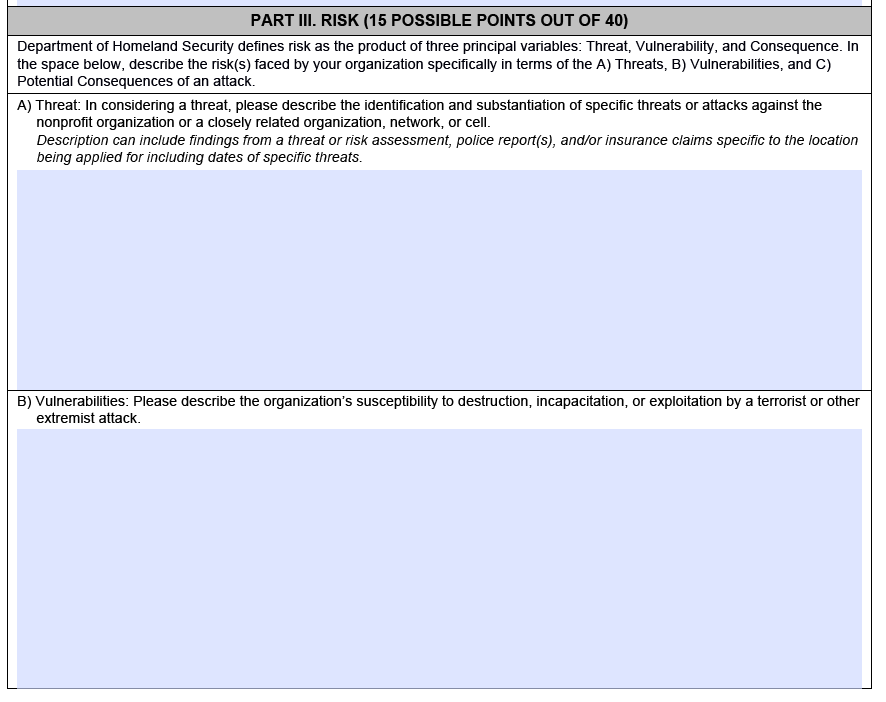 PART III. RISK (15 POSSIBLE POINTS OUT OF 40)
Department of Homeland Security defines risk as the product of three principal variables: Threat, Vulnerability, and Consequence. In
the space below, describe the risk(s) faced by your organization specifically in terms of the A) Threats, B) Vulnerabilities, and C)
Potential Consequences of an attack.
A) Threat: In considering a threat, please describe the identification and substantiation of specific threats or attacks against the
nonprofit organization or a closely related organization, network, or cell.
Description can include findings from a threat or risk assessment, police report(s), and/or insurance claims specific to the location
being applied for including dates of specific threats.
B) Vulnerabilities: Please describe the organization’s susceptibility to destruction, incapacitation, or exploitation by a terrorist or other
extremist attack.